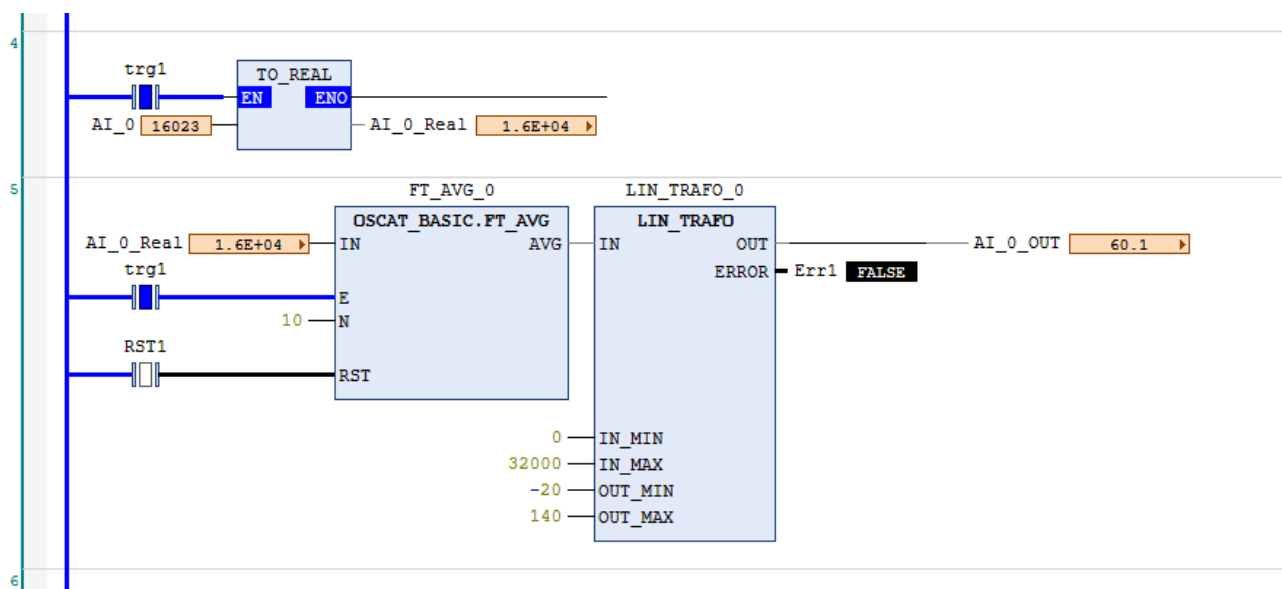 4
trg1
TO_REAL
EN ENO
AI_0 16023 AI_0_Real 1.6E+04
5
FT_AVG_0 LIN_TRAFO_0
OSCAT_BASIC.FT_AVG LIN_TRAFO
AI_0_Real 1.6E+04 IN AVG IN OUT AI_0_OUT 60.1
trg1 ERROR Err1 FALSE
E
10 N
RST1
RST
0 IN_MIN
32000 IN_MAX
-20 OUT_MIN
140 OUT_MAX
6